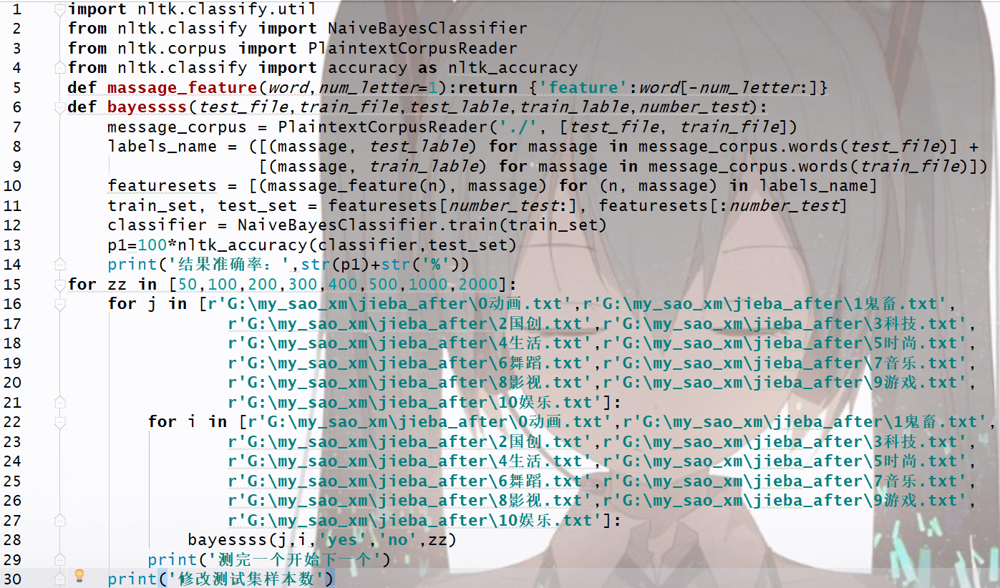 1 import nltk.classify.util
2 from nltk.classify import NaiveBayesClassifier
3 from nltk.corpus import PlaintextCorpusReader
4 from nltk.classify import accuracy as nltk_accuracy
5 def massage_feature(word,num_letter=1):return {'feature':word[-num_letter:]}
6 def bayessss(test_file,train_file,test_lable,train_lable,number_test):
7     message_corpus = PlaintextCorpusReader('./', [test_file, train_file])
8     labels_name = ([(massage, test_lable) for massage in message_corpus.words(test_file)] +
9                    [(massage, train_lable) for massage in message_corpus.words(train_file)])
10     featuresets = [(massage_feature(n), massage) for (n, massage) in labels_name]
11     train_set, test_set = featuresets[number_test:], featuresets[:number_test]
12     classifier = NaiveBayesClassifier.train(train_set)
13     p1=100*nltk_accuracy(classifier,test_set)
14     print('结果准确率：',str(p1)+str('%'))
15 for zz in [50,100,200,300,400,500,1000,2000]:
16     for j in [r'G:\my_sao_xm\jieba_after\0动画.txt',r'G:\my_sao_xm\jieba_after\1鬼畜.txt',
17                 r'G:\my_sao_xm\jieba_after\2国创.txt',r'G:\my_sao_xm\jieba_after\3科技.txt',
18                 r'G:\my_sao_xm\jieba_after\4生活.txt',r'G:\my_sao_xm\jieba_after\5时尚.txt',
19                 r'G:\my_sao_xm\jieba_after\6舞蹈.txt',r'G:\my_sao_xm\jieba_after\7音乐.txt',
20                 r'G:\my_sao_xm\jieba_after\8影视.txt',r'G:\my_sao_xm\jieba_after\9游戏.txt',
21                 r'G:\my_sao_xm\jieba_after\10娱乐.txt']:
22         for i in [r'G:\my_sao_xm\jieba_after\0动画.txt',r'G:\my_sao_xm\jieba_after\1鬼畜.txt',
23                 r'G:\my_sao_xm\jieba_after\2国创.txt',r'G:\my_sao_xm\jieba_after\3科技.txt',
24                 r'G:\my_sao_xm\jieba_after\4生活.txt',r'G:\my_sao_xm\jieba_after\5时尚.txt',
25                 r'G:\my_sao_xm\jieba_after\6舞蹈.txt',r'G:\my_sao_xm\jieba_after\7音乐.txt',
26                 r'G:\my_sao_xm\jieba_after\8影视.txt',r'G:\my_sao_xm\jieba_after\9游戏.txt',
27                 r'G:\my_sao_xm\jieba_after\10娱乐.txt']:
28             bayessss(j,i,'yes','no',zz)
29         print('测完一个开始下一个')
30     print('修改测试集样本数')